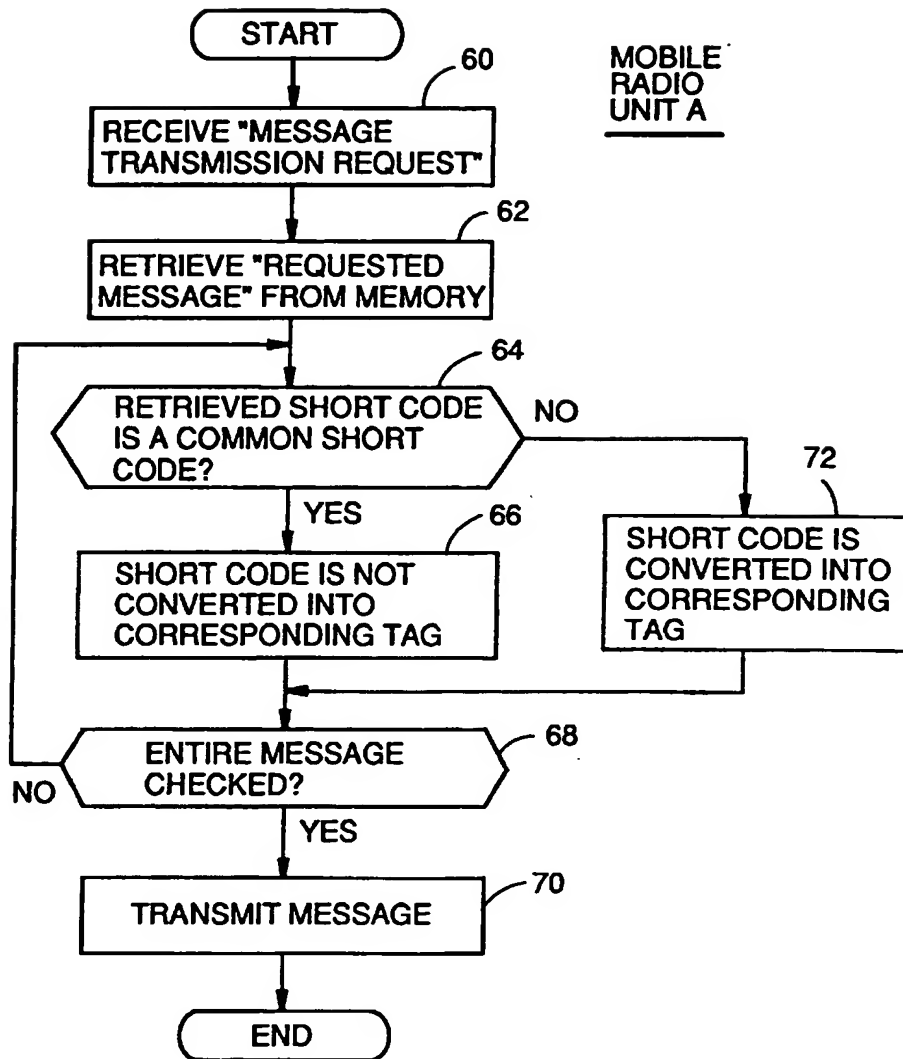 START
MOBILE
RADIO
UNIT A
60
RECEIVE "MESSAGE
TRANSMISSION REQUEST"
62
RETRIEVE "REQUESTED
MESSAGE" FROM MEMORY
64
RETRIEVED SHORT CODE
IS A COMMON SHORT
CODE?
NO
YES
66
SHORT CODE IS NOT
CONVERTED INTO
CORRESPONDING TAG
72
SHORT CODE IS
CONVERTED INTO
CORRESPONDING
TAG
68
ENTIRE MESSAGE
CHECKED?
NO
YES
70
TRANSMIT MESSAGE
END